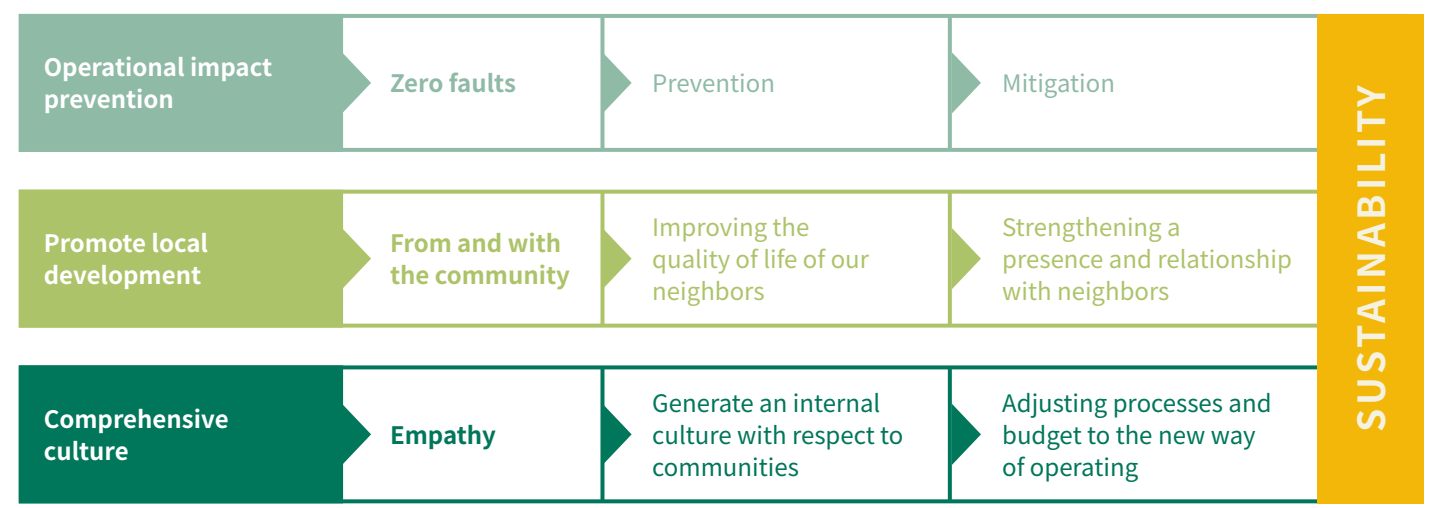 Operational impact
prevention
Zero faults
Prevention
Mitigation
Promote local
development
From and with
the community
Improving the
quality of life of our
neighbors
Strengthening a
presence and relationship
with neighbors
Comprehensive
culture
Empathy
Generate an internal
culture with respect to
communities
Adjusting processes and
budget to the new way
of operating
SUSTAINABILITY